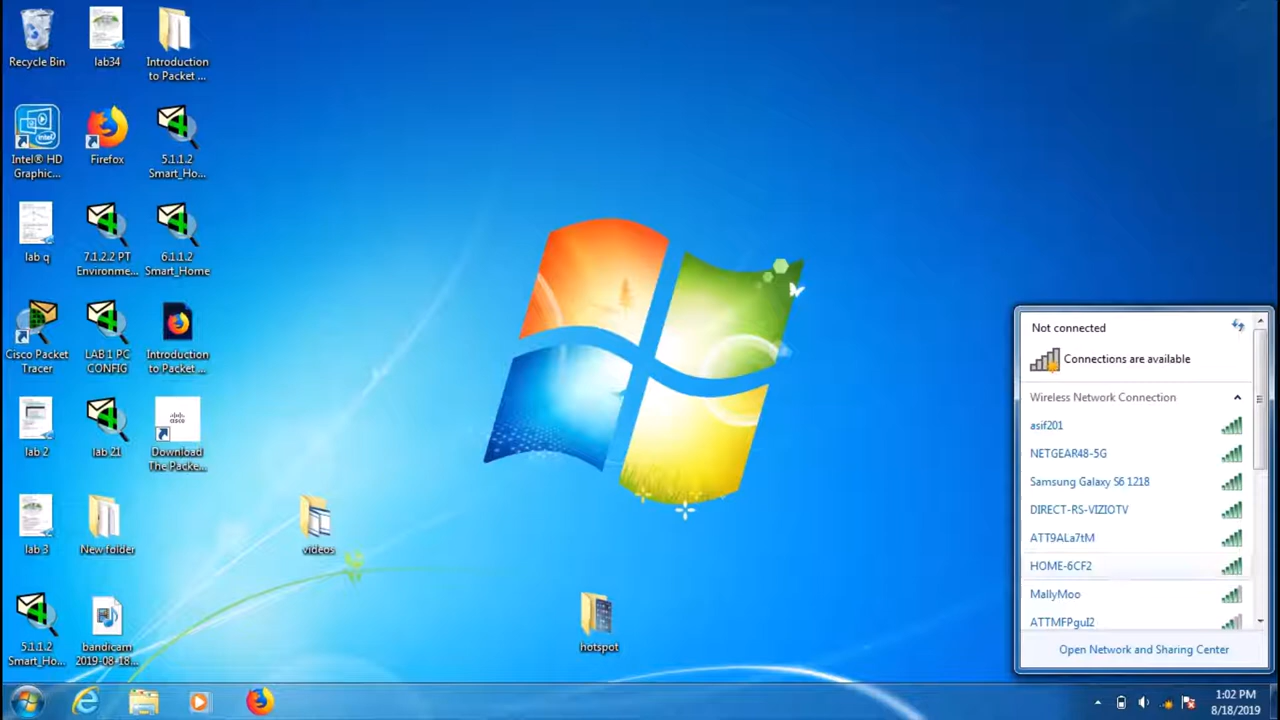 Recycle Bin
lab34
Introduction
to Packet ...
Intel® HD
Graphic...
Firefox
5.1.1.2
Smart_Ho...
lab q
7.1.2.2 PT
Environme...
6.1.1.2
Smart_Home
Cisco Packet
Tracer
LAB 1 PC
CONFIG
Introduction
to Packet ...
lab 2
lab 21
Download
The Packe...
lab 3
New folder
videos
5.1.1.2
Smart_Ho...
bandicam
2019-08-18...
hotspot
Not connected
Connections are available
Wireless Network Connection
asif201
NETGEAR48-5G
Samsung Galaxy S6 1218
DIRECT-RS-VIZIOTV
ATT9ALa7tM
HOME-6CF2
MallyMoo
ATTMFPguI2
Open Network and Sharing Center
1:02 PM
8/18/2019